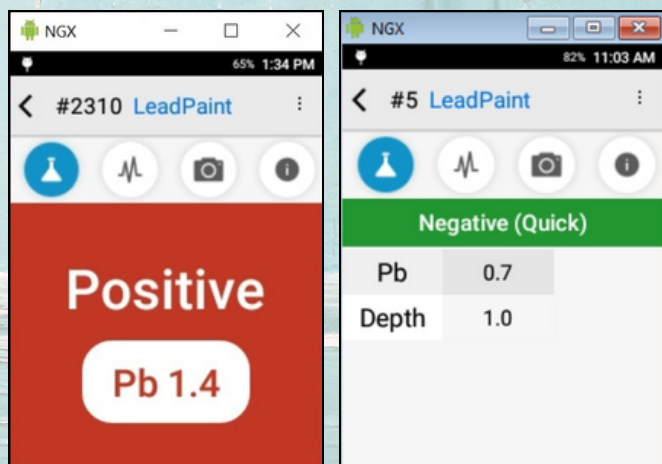 NGX
65% 1:34 PM
#2310 LeadPaint
Positive
Pb 1.4
NGX
82% 11:03 AM
#5 LeadPaint
Negative (Quick)
Pb 0.7
Depth 1.0